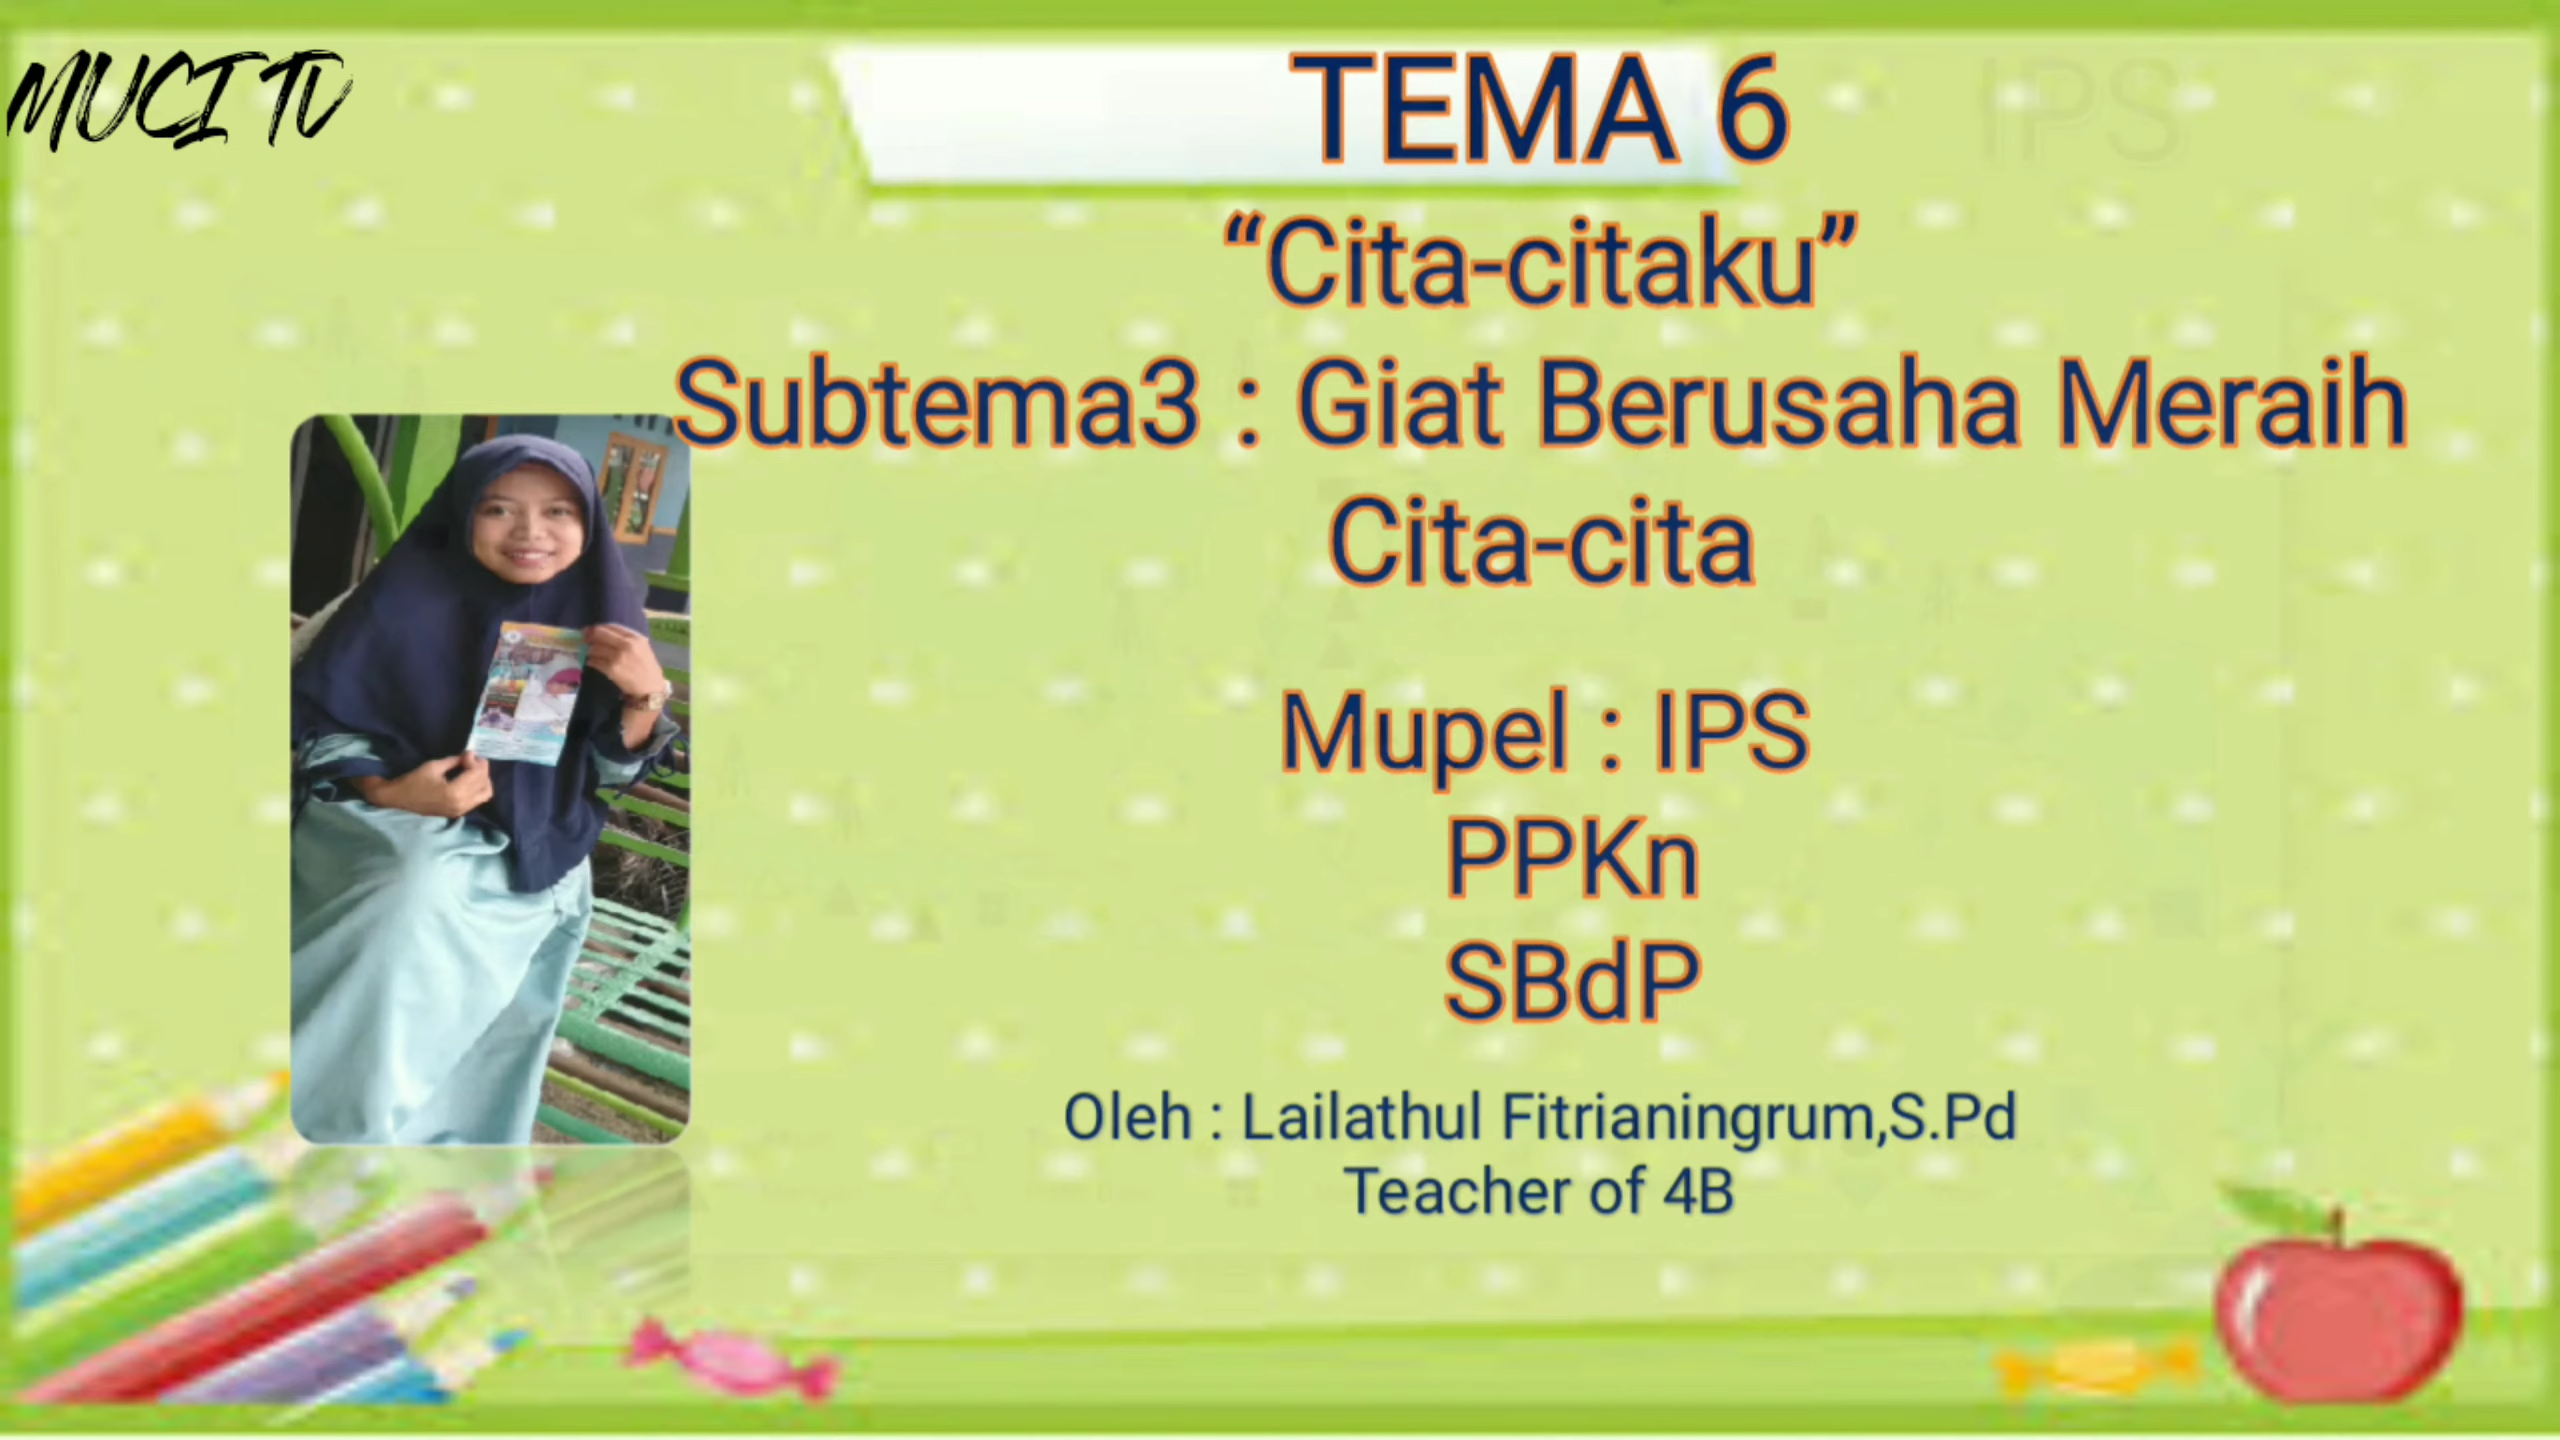 MUCI TV
TEMA 6
IPS
“Cita-citaku”
Subtema3 : Giat Berusaha Meraih
Cita-cita
Mupel : IPS
PPKn
SBdP
Oleh : Lailathul Fitrianingrum,S.Pd
Teacher of 4B